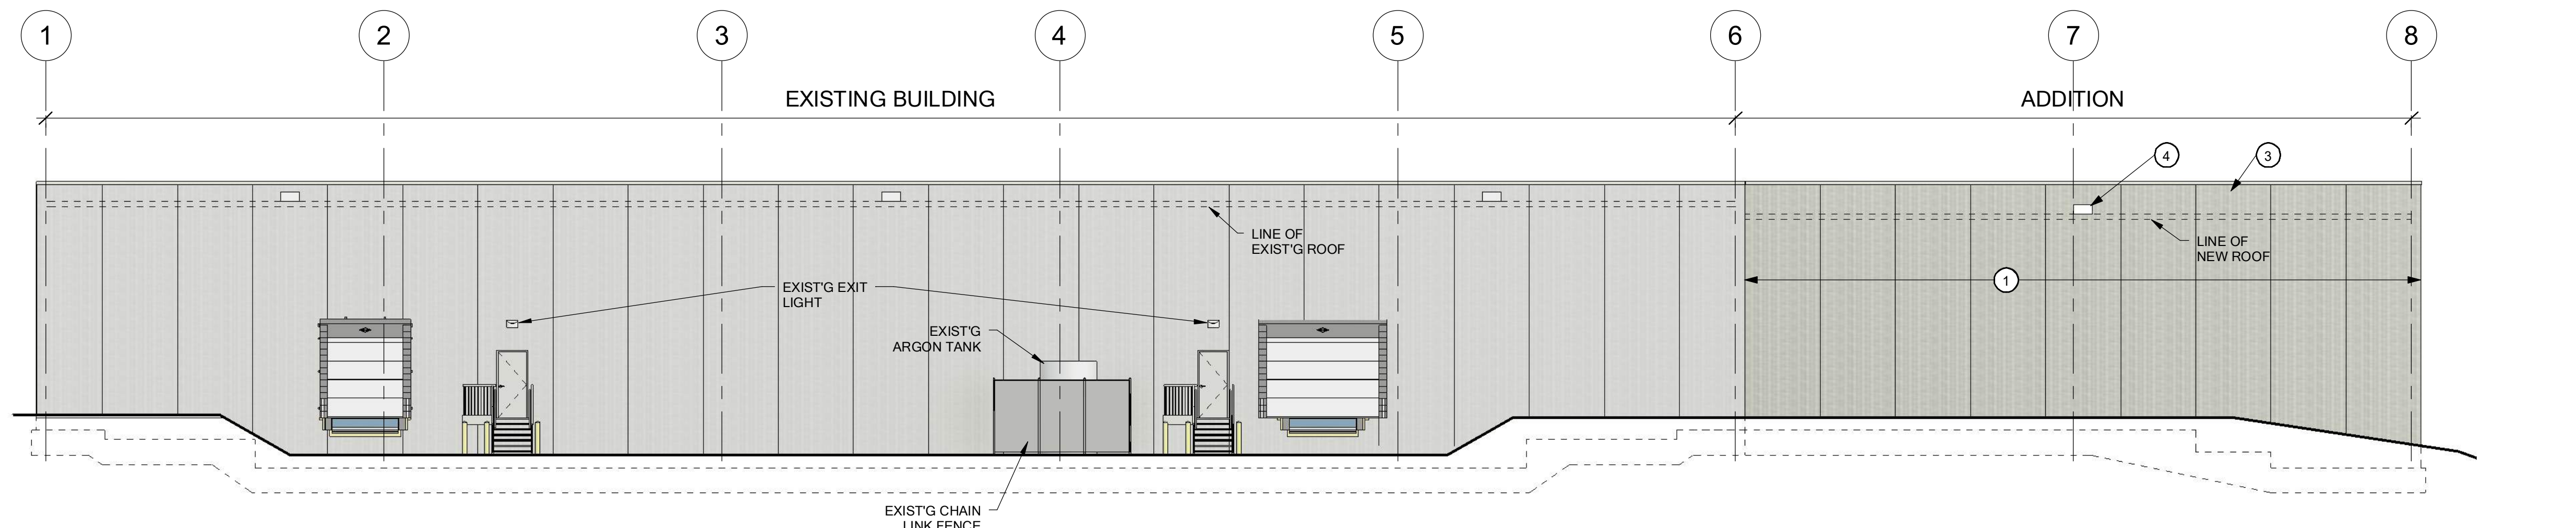 1
2
3
4
5
6
7
8
EXISTING BUILDING
ADDITION
4
3
LINE OF
EXIST'G ROOF
LINE OF
NEW ROOF
1
EXIST'G EXIT
LIGHT
EXIST'G
ARGON TANK
EXIST'G CHAIN
LINK FENCE